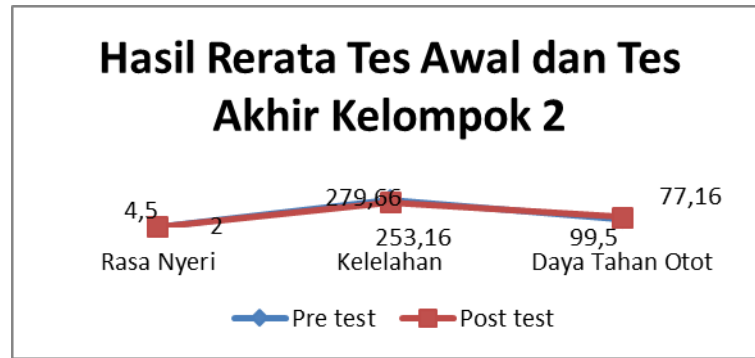 Hasil Rerata Tes Awal dan Tes
Akhir Kelompok 2
4,5
2
279,66
253,16
77,16
99,5
Rasa Nyeri
Kelelahan
Daya Tahan Otot
Pre test
Post test